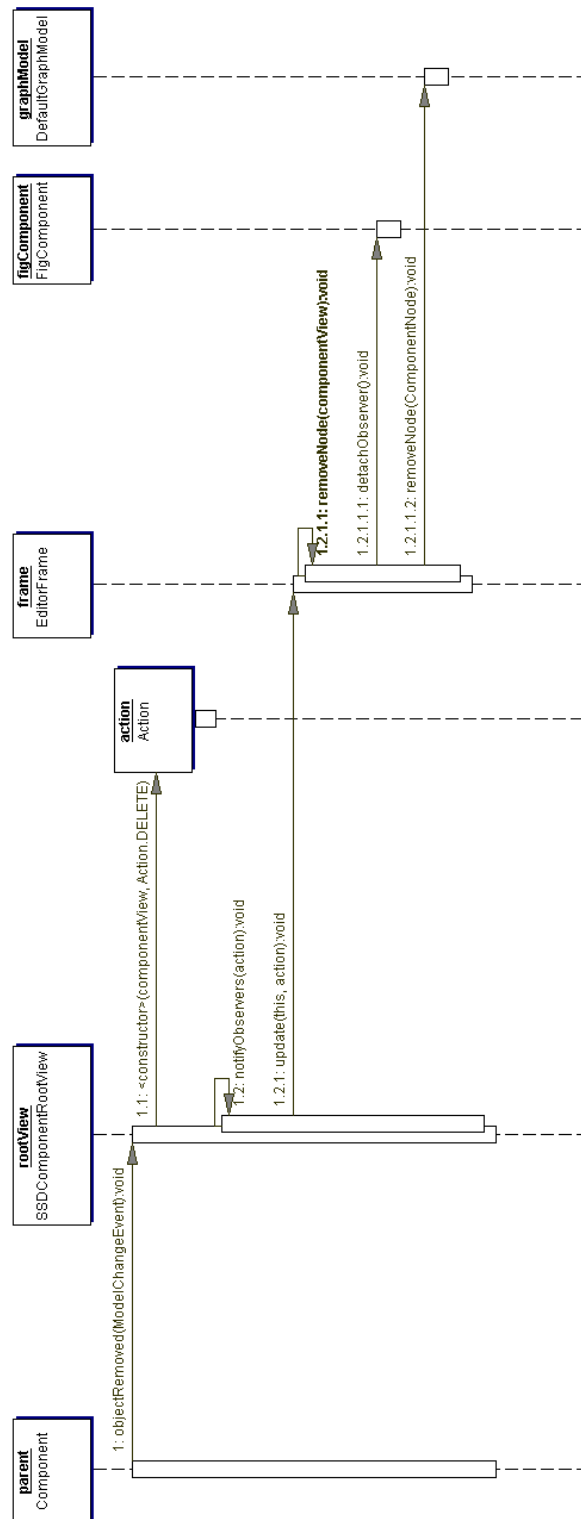 parent
Component
rootView
SSDComponentRootView
action
Action
frame
EditorFrame
figComponent
FigComponent
graphModel
DefaultGraphModel
1: objectRemoved(ModelChangeEvent):void
1.1: <constructor>(componentView, Action.DELETE)
1.2: notifyObservers(action):void
1.2.1: update(this, action):void
1.2.1.1: removeNode(componentView):void
1.2.1.1.1: detachObserver():void
1.2.1.1.2: removeNode(ComponentNode):void